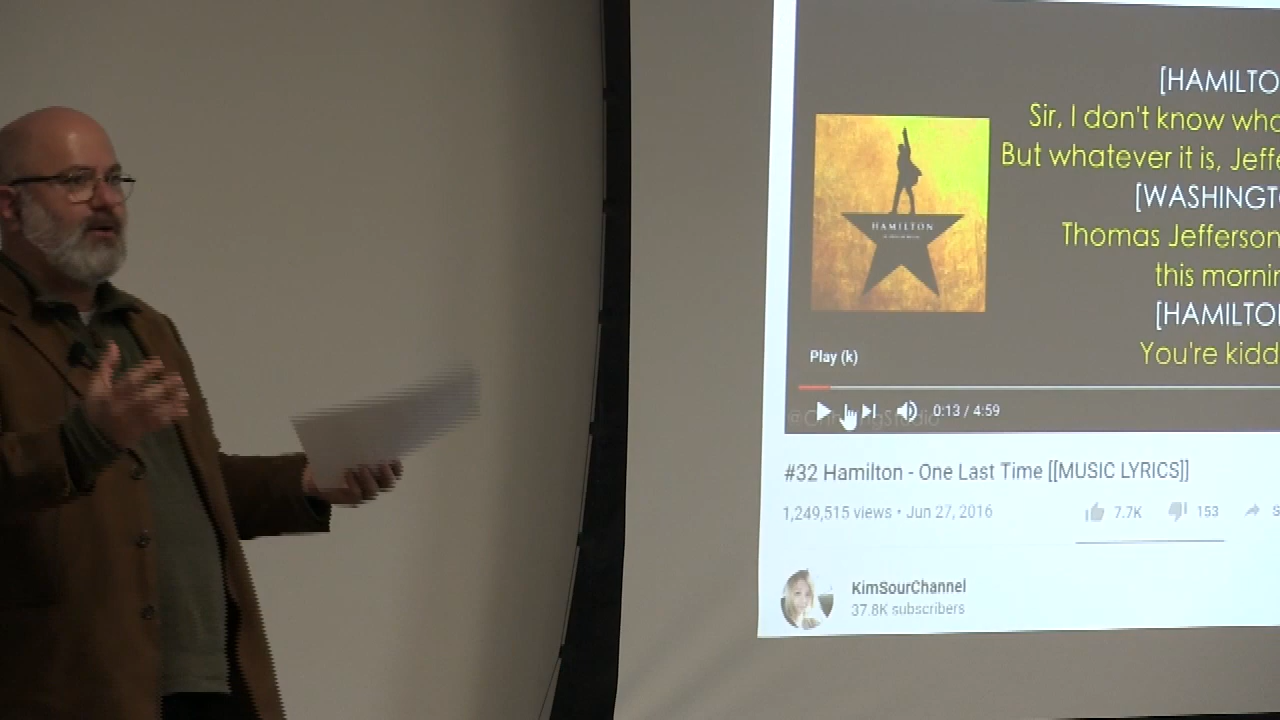 [HAMILTO
Sir, I don't know wha
But whatever it is, Jeffe
[WASHINGTO
Thomas Jefferson
this mornin
[HAMILTON
You're kidd
HAMILTON
Play (k)
0:13 / 4:59
#32 Hamilton - One Last Time [[MUSIC LYRICS]]
1,249,515 views • Jun 27, 2016
7.7K
153
S
KimSourChannel
37.8K subscribers